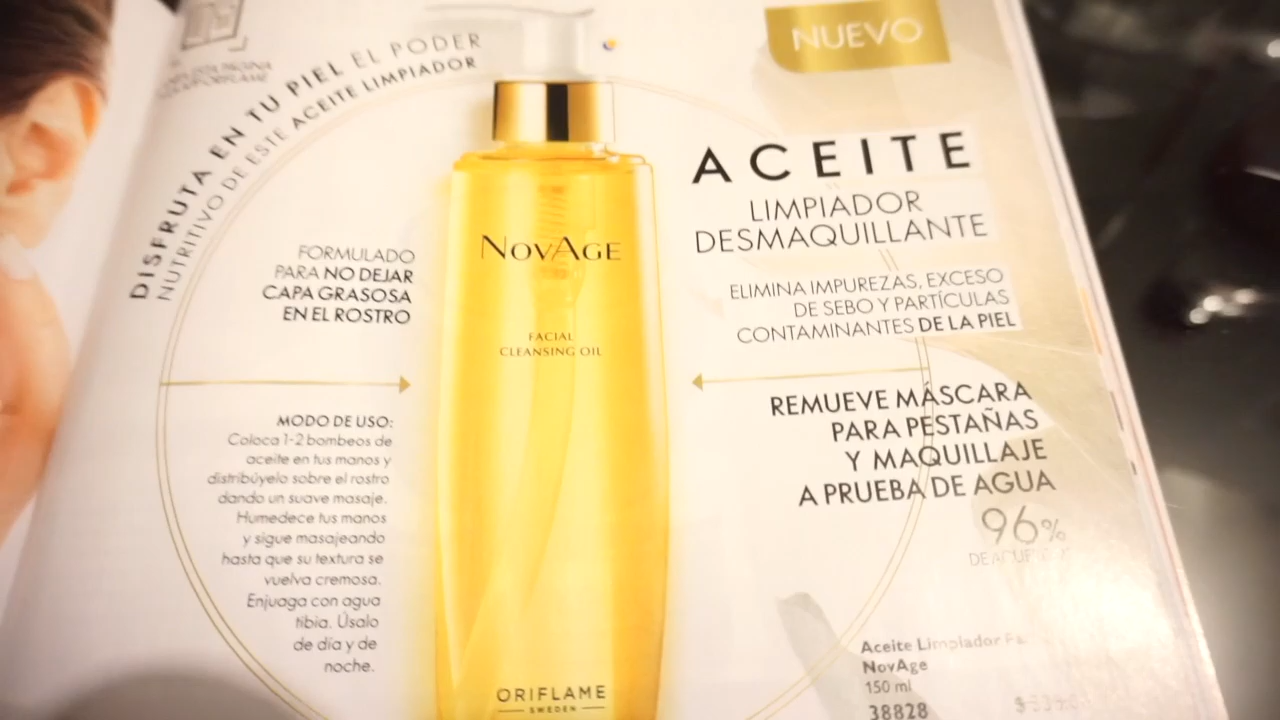 DISFRUTA EN TU PIEL EL PODER
NUTRITIVO DE ESTE ACEITE LIMPIADOR
NUEVO
ACEITE
LIMPIADOR
DESMAQUILLANTE
ELIMINA IMPUREZAS, EXCESO
DE SEBO Y PARTÍCULAS
CONTAMINANTES DE LA PIEL
REMUEVE MÁSCARA
PARA PESTAÑAS
Y MAQUILLAJE
A PRUEBA DE AGUA
96%
DE ACUERDO
FORMULADO
PARA NO DEJAR
CAPA GRASOSA
EN EL ROSTRO
MODO DE USO:
Coloca 1-2 bombeos de
aceite en tus manos y
distribúyelo sobre el rostro
dando un suave masaje.
Humedece tus manos
y sigue masajeando
hasta que su textura se
vuelva cremosa.
Enjuaga con agua
tibia. Úsalo
de día y de
noche.
NOVAGE
FACIAL
CLEANSING OIL
ORIFLAME
SWEDEN
Aceite Limpiador
NovAge
150 ml
38828